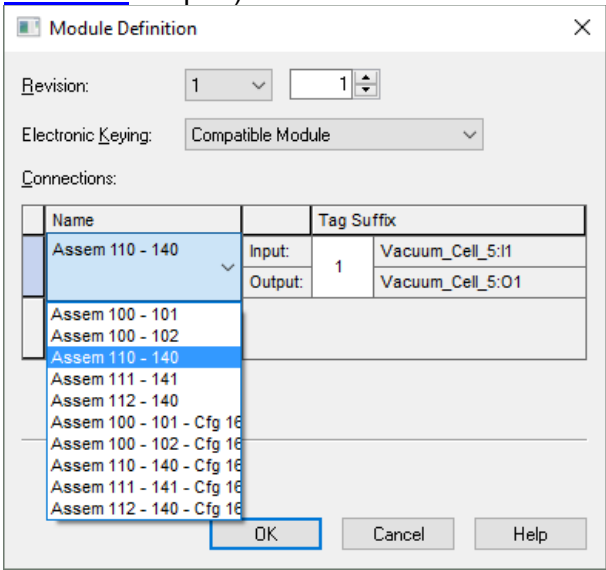 Module Definition
Revision: 1 1
Electronic Keying: Compatible Module
Connections:
Name Tag Suffix
Assem 110 - 140 Input: 1 Vacuum_Cell_5:I1
Output: Vacuum_Cell_5:O1
Assem 100 - 101
Assem 100 - 102
Assem 110 - 140
Assem 111 - 141
Assem 112 - 140
Assem 100 - 101 - Cfg 16
Assem 100 - 102 - Cfg 16
Assem 110 - 140 - Cfg 16
Assem 111 - 141 - Cfg 16
Assem 112 - 140 - Cfg 16
OK Cancel Help